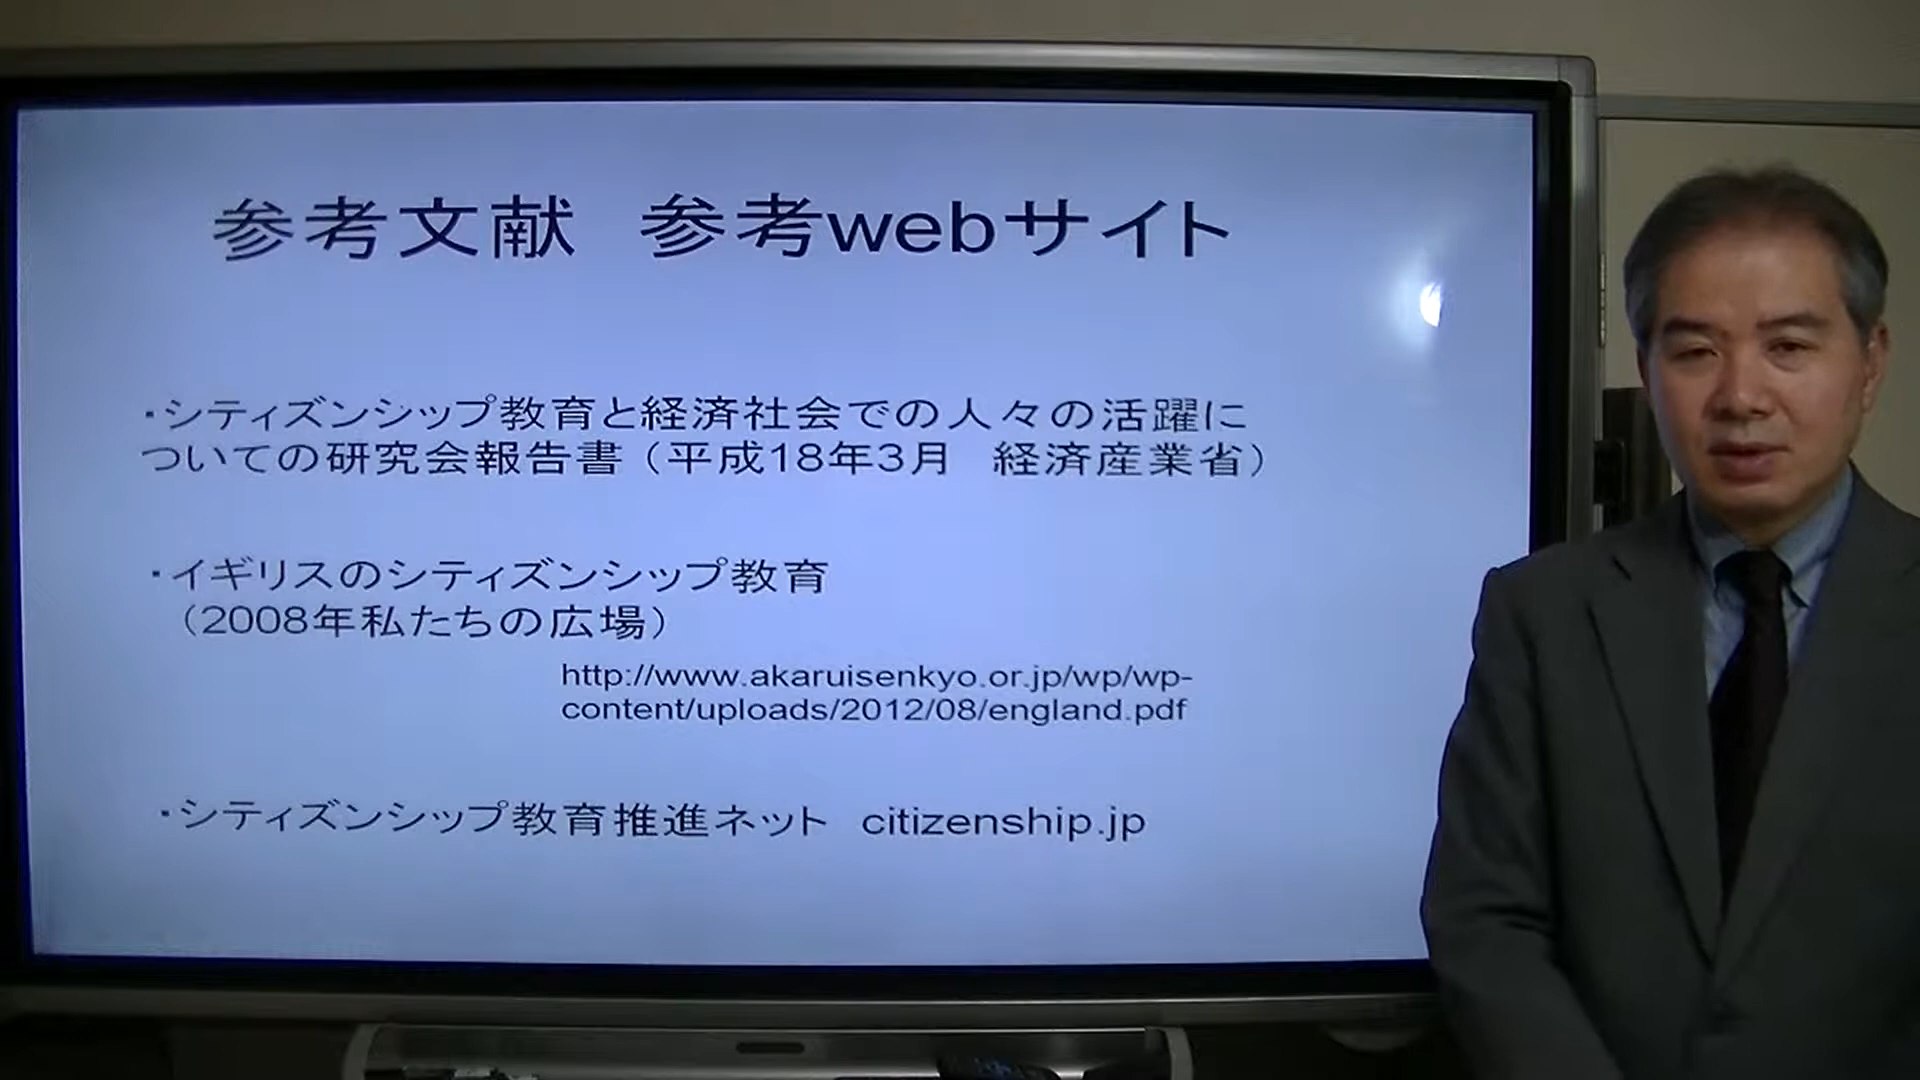 参考文献　参考webサイト
・シティズンシップ教育と経済社会での人々の活躍に
ついての研究会報告書（平成18年3月　経済産業省）
・イギリスのシティズンシップ教育
（2008年私たちの広場）
http://www.akaruisenkyo.or.jp/wp/wp-
content/uploads/2012/08/england.pdf
・シティズンシップ教育推進ネット　citizenship.jp